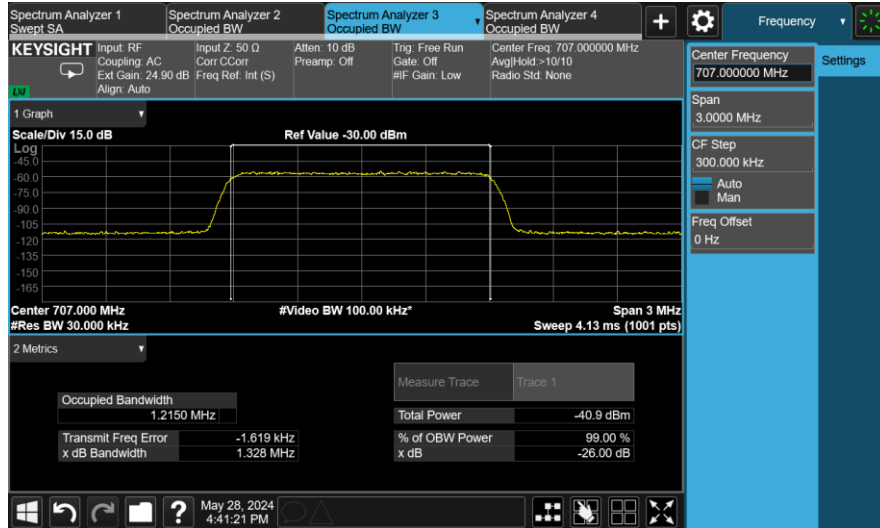 Spectrum Analyzer 1
Swept SA
Spectrum Analyzer 2
Occupied BW
Spectrum Analyzer 3
Occupied BW
Spectrum Analyzer 4
Occupied BW
+
Frequency
KEYSIGHT
LXI
Input: RF
Coupling: AC
Ext Gain: 24.90 dB
Align: Auto
Input Z: 50 Ω
Corr CCorr
Freq Ref: Int (S)
Atten: 10 dB
Preamp: Off
Trig: Free Run
Gate: Off
#IF Gain: Low
Center Freq: 707.000000 MHz
Avg|Hold:>10/10
Radio Std: None
Center Frequency
707.000000 MHz
Settings
Span
3.0000 MHz
CF Step
300.000 kHz
Auto
Man
Freq Offset
0 Hz
1 Graph
Scale/Div 15.0 dB
Ref Value -30.00 dBm
Log
-45.0
-60.0
-75.0
-90.0
-105
-120
-135
-150
-165
Center 707.000 MHz
#Video BW 100.00 kHz*
Span 3 MHz
#Res BW 30.000 kHz
Sweep 4.13 ms (1001 pts)
2 Metrics
Measure Trace
Trace 1
Occupied Bandwidth
1.2150 MHz
Total Power
-40.9 dBm
Transmit Freq Error
-1.619 kHz
% of OBW Power
99.00 %
x dB Bandwidth
1.328 MHz
x dB
-26.00 dB
?
May 28, 2024
4:41:21 PM